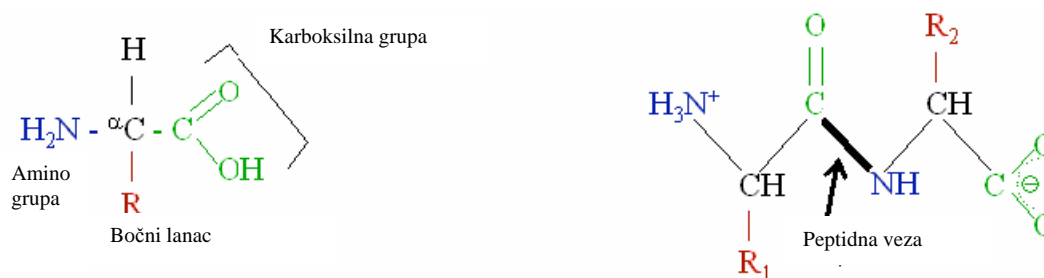 Karboksilna grupa
H
O
H₂N - αC - C
OH
Amino
grupa
R
Bočni lanac
O
R₂
H₃N⁺
C
CH
CH
NH
C
⊖
O
O
R₁
Peptidna veza
.